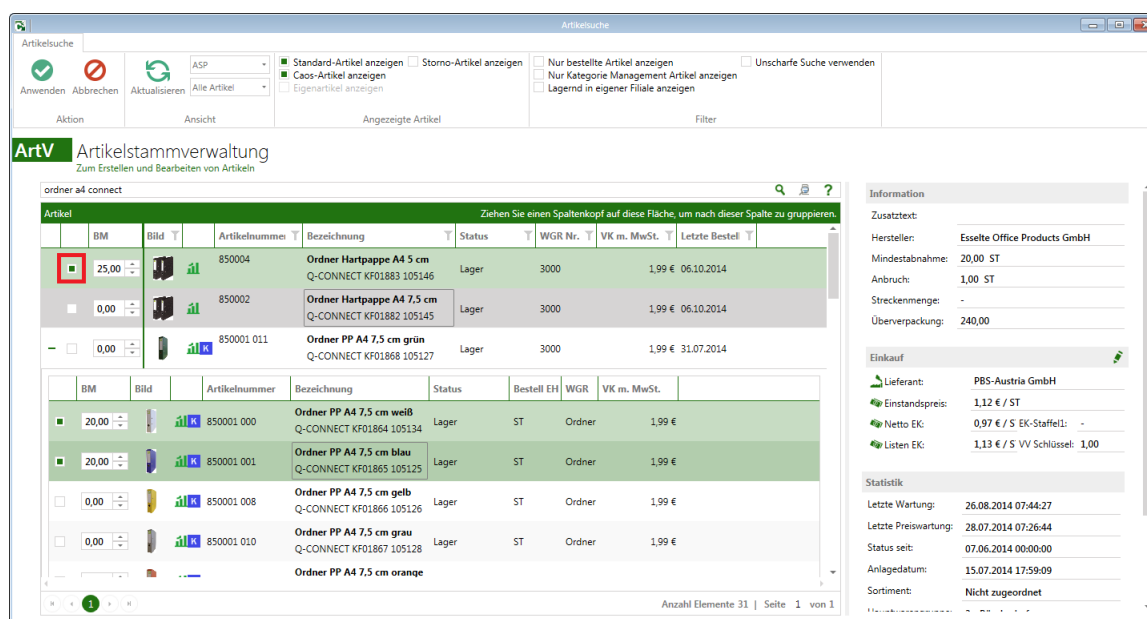 Artikelsuche
Artikelsuche
Anwenden Abbrechen
Aktion
Aktualisieren
ASP
Alle Artikel
Ansicht
Standard-Artikel anzeigen Storno-Artikel anzeigen
Caos-Artikel anzeigen
Eigenartikel anzeigen
Angezeigte Artikel
Nur bestellte Artikel anzeigen Unscharfe Suche verwenden
Nur Kategorie Management Artikel anzeigen
Lagernd in eigener Filiale anzeigen
Filter
ArtV Artikelstammverwaltung
Zum Erstellen und Bearbeiten von Artikeln
ordner a4 connect ?
Artikel Ziehen Sie einen Spaltenkopf auf diese Fläche, um nach dieser Spalte zu gruppieren.
BM Bild Artikelnummer Bezeichnung Status WGR Nr. VK m. MwSt. Letzte Bestell
25,00 850004 Ordner Hartpappe A4 5 cm
Q-CONNECT KF01883 105146 Lager 3000 1,99 € 06.10.2014
0,00 850002 Ordner Hartpappe A4 7,5 cm
Q-CONNECT KF01882 105145 Lager 3000 1,99 € 06.10.2014
0,00 K 850001 011 Ordner PP A4 7,5 cm grün
Q-CONNECT KF01868 105127 Lager 3000 1,99 € 31.07.2014
BM Bild Artikelnummer Bezeichnung Status Bestell EH WGR VK m. MwSt.
20,00 K 850001 000 Ordner PP A4 7,5 cm weiß
Q-CONNECT KF01864 105134 Lager ST Ordner 1,99 €
20,00 K 850001 001 Ordner PP A4 7,5 cm blau
Q-CONNECT KF01865 105125 Lager ST Ordner 1,99 €
0,00 K 850001 008 Ordner PP A4 7,5 cm gelb
Q-CONNECT KF01866 105126 Lager ST Ordner 1,99 €
0,00 K 850001 010 Ordner PP A4 7,5 cm grau
Q-CONNECT KF01867 105128 Lager ST Ordner 1,99 €
Ordner PP A4 7,5 cm orange
1
Anzahl Elemente 31 | Seite 1 von 1
Information
Zusatztext:
Hersteller: Esselte Office Products GmbH
Mindestabnahme: 20,00 ST
Anbruch: 1,00 ST
Streckenmenge: -
Überverpackung: 240,00
Einkauf
Lieferant: PBS-Austria GmbH
Einstandspreis: 1,12 € / ST
Netto EK: 0,97 € / S EK-Staffel1: -
Listen EK: 1,13 € / S VV Schlüssel: 1,00
Statistik
Letzte Wartung: 26.08.2014 07:44:27
Letzte Preiswartung: 28.07.2014 07:26:44
Status seit: 07.06.2014 00:00:00
Anlagedatum: 15.07.2014 17:59:09
Sortiment: Nicht zugeordnet